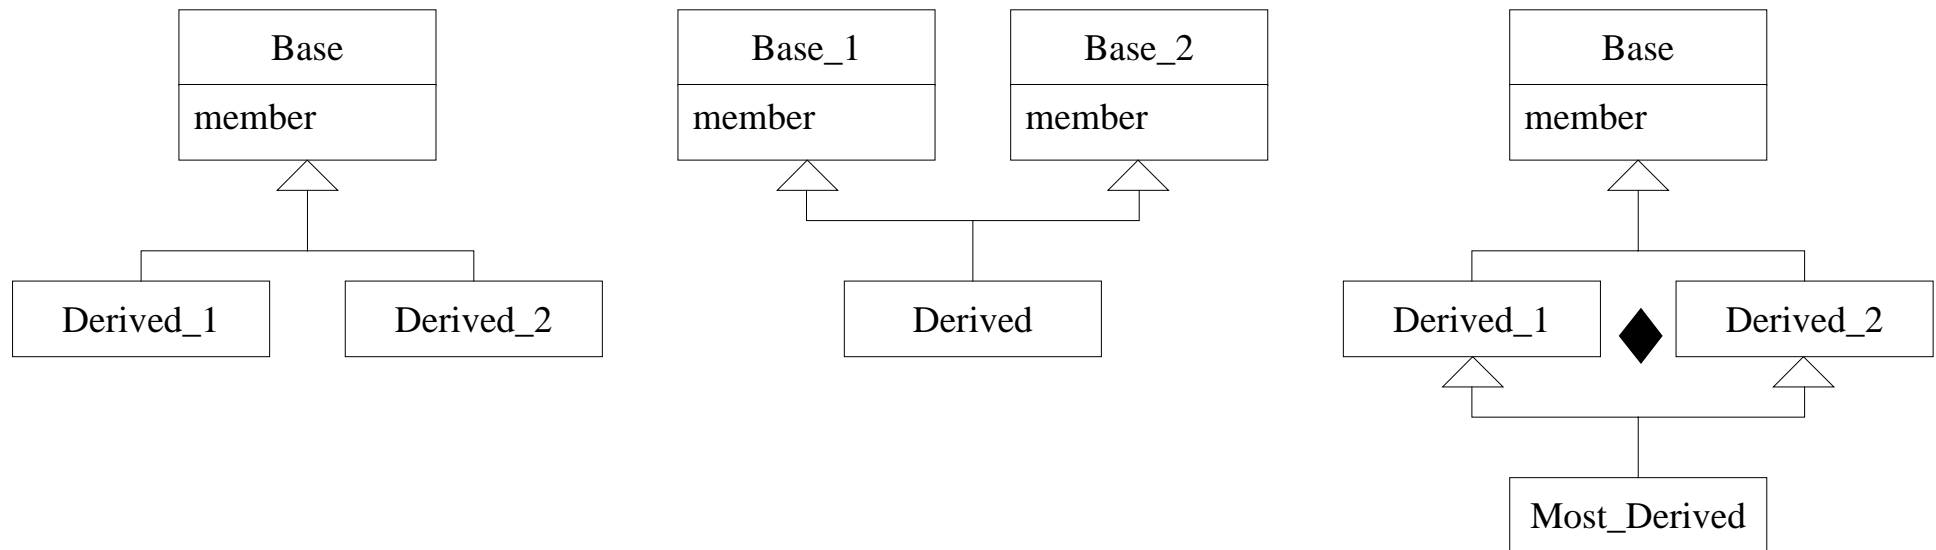 Base
member
Derived_1
Derived_2
Base_1
member
Base_2
member
Derived
Base
member
Derived_1
Derived_2
Most_Derived